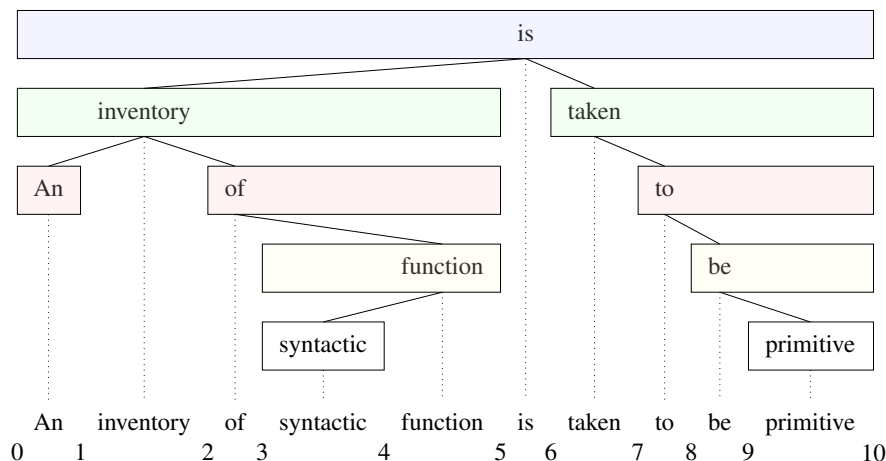 is
inventory taken
An of to
function be
syntactic primitive
An inventory of syntactic function is taken to be primitive
0 1 2 3 4 5 6 7 8 9 10